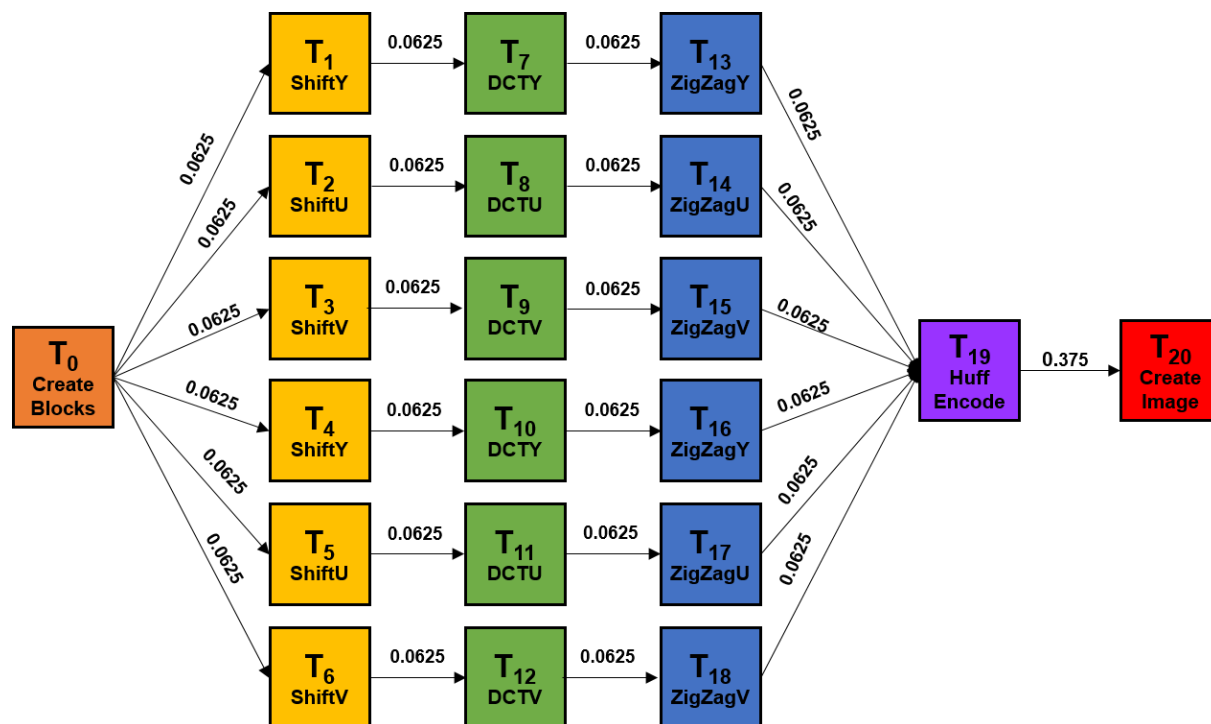 T0
Create
Blocks
0.0625
0.0625
0.0625
0.0625
0.0625
0.0625
T1
ShiftY
0.0625
T7
DCTY
0.0625
T13
ZigZagY
0.0625
T2
ShiftU
0.0625
T8
DCTU
0.0625
T14
ZigZagU
0.0625
T3
ShiftV
0.0625
T9
DCTV
0.0625
T15
ZigZagV
0.0625
T4
ShiftY
0.0625
T10
DCTY
0.0625
T16
ZigZagY
0.0625
T5
ShiftU
0.0625
T11
DCTU
0.0625
T17
ZigZagU
0.0625
T6
ShiftV
0.0625
T12
DCTV
0.0625
T18
ZigZagV
0.0625
T19
Huff
Encode
0.375
T20
Create
Image